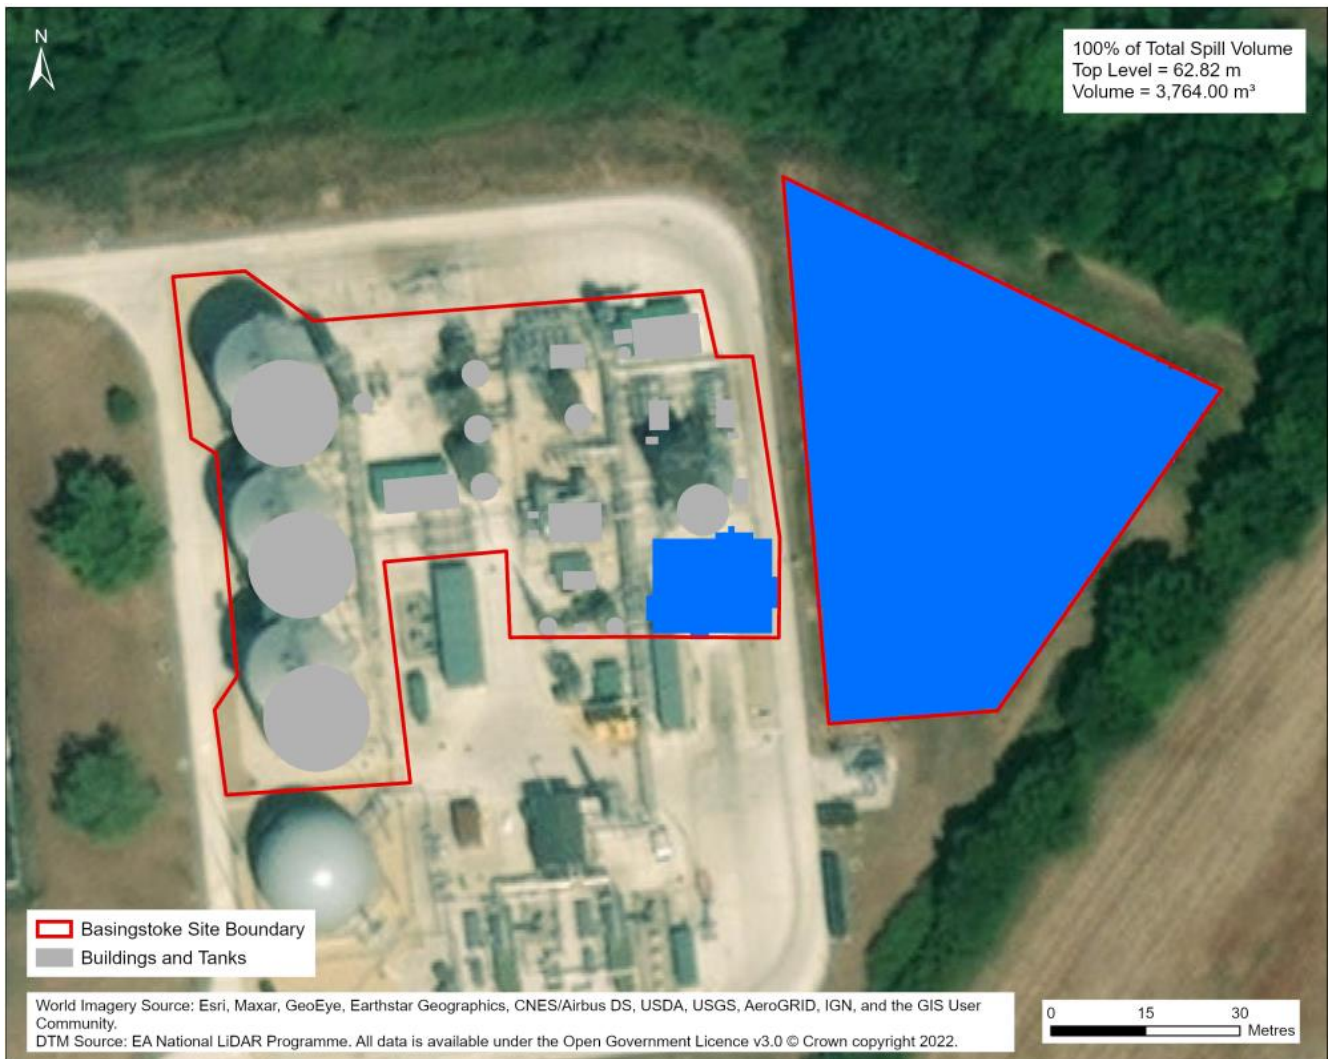 N
100% of Total Spill Volume
Top Level = 62.82 m
Volume = 3,764.00 m³
Basingstoke Site Boundary
Buildings and Tanks
World Imagery Source: Esri, Maxar, GeoEye, Earthstar Geographics, CNES/Airbus DS, USDA, USGS, AeroGRID, IGN, and the GIS User
Community.
DTM Source: EA National LiDAR Programme. All data is available under the Open Government Licence v3.0 © Crown copyright 2022.
0 15 30
Metres